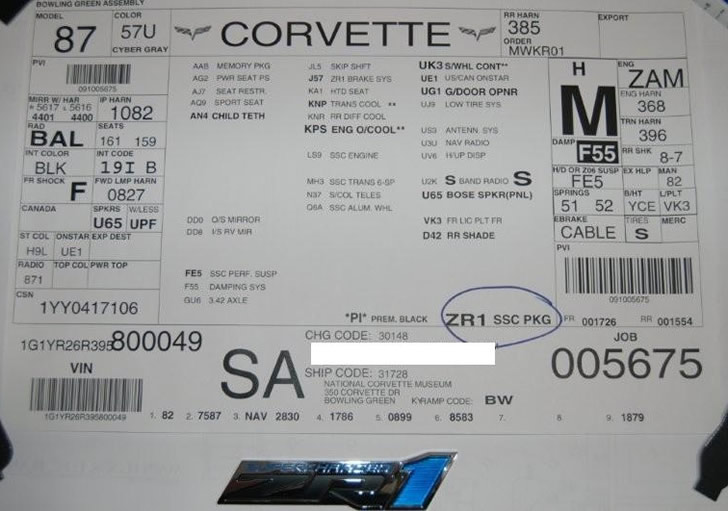 BOWLING GREEN ASSEMBLY
MODEL
87
COLOR
57U
CYBER GRAY
CORVETTE
RR HARN
385
ORDER
MWKR01
EXPORT
PVI
091005675
MIRR W/ HAR
* 5617 * 5616
4401 4400
IP HARN
1082
RAD
BAL
SEATS
161 159
INT COLOR
BLK
INT CODE
19I B
FR SHOCK
F
FWD LMP HARN
0827
CANADA
SPKRS
U65
W/LESS
UPF
ST COL
H9L
ONSTAR
UE1
EXP DEST
RADIO
871
TOP COL
PWR TOP
CSN
1YY0417106
AAB MEMORY PKG
AG2 PWR SEAT PS
AJ7 SEAT RESTR.
AQ9 SPORT SEAT
AN4 CHILD TETH
DD0 O/S MIRROR
DD8 I/S RV MIR
FE5 SSC PERF. SUSP
F55 DAMPING SYS
GU6 3.42 AXLE
JL5 SKIP SHFT
J57 ZR1 BRAKE SYS
KA1 HTD SEAT
KNP TRANS COOL **
KNR RR DIFF COOL
KPS ENG O/COOL**
LS9 SSC ENGINE
MH3 SSC TRANS 6-SP
N37 S/COL TELES
Q6A SSC ALUM. WHL
UK3 S/WHL CONT**
UE1 US/CAN ONSTAR
UG1 G/DOOR OPNR
UJ9 LOW TIRE SYS
US3 ANTENN SYS
U3U NAV RADIO
UV6 H/UP DISP
U2K S BAND RADIO S
U65 BOSE SPKR(PNL)
VK3 FR LIC PLT FR
D42 RR SHADE
*PI* PREM. BLACK
ZR1 SSC PKG
H
M
ENG
ZAM
ENG HARN
368
TRN HARN
396
DAMP
F55
RR SHK
8-7
H/D OR Z06 SUSP
FE5
EX HLP
MAN
82
SPRINGS
51 52
B/HT
YCE
L/PLT
VK3
EBRAKE
CABLE
TIRES
S
MERC
PVI
091005675
FR 001726
RR 001554
1G1YR26R395800049
VIN
1G1YR26R395800049
SA
CHG CODE: 30148
SHIP CODE: 31728
NATIONAL CORVETTE MUSEUM
350 CORVETTE DR
BOWLING GREEN
KYRAMP CODE: BW
JOB
005675
1. 82 2. 7587 3. NAV 2830 4. 1786 5. 0899 6. 8583 7. 8 9. 1879
SUPERCHARGED
ZR1